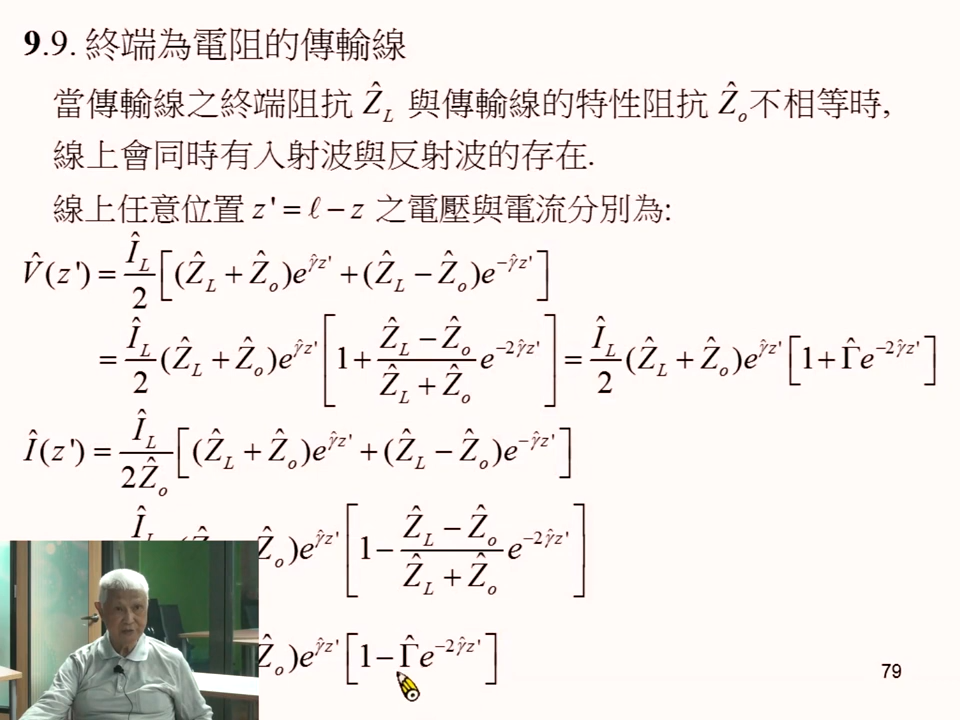 9.9. 終端為電阻的傳輸線
當傳輸線之終端阻抗 Ẑ_L 與傳輸線的特性阻抗 Ẑ_o 不相等時,
線上會同時有入射波與反射波的存在.
線上任意位置 z' = ℓ − z 之電壓與電流分別為:
V̂(z') = Î_L/2 [(Ẑ_L + Ẑ_o)e^{γ̂z'} + (Ẑ_L − Ẑ_o)e^{−γ̂z'}]
= Î_L/2 (Ẑ_L + Ẑ_o)e^{γ̂z'} [1 + (Ẑ_L − Ẑ_o)/(Ẑ_L + Ẑ_o) e^{−2γ̂z'}] = Î_L/2 (Ẑ_L + Ẑ_o)e^{γ̂z'} [1 + Γ̂e^{−2γ̂z'}]
Î(z') = Î_L/2Ẑ_o [(Ẑ_L + Ẑ_o)e^{γ̂z'} + (Ẑ_L − Ẑ_o)e^{−γ̂z'}]
Ẑ_o)e^{γ̂z'} [1 − (Ẑ_L − Ẑ_o)/(Ẑ_L + Ẑ_o) e^{−2γ̂z'}]
Ẑ_o)e^{γ̂z'} [1 − Γ̂e^{−2γ̂z'}]
79